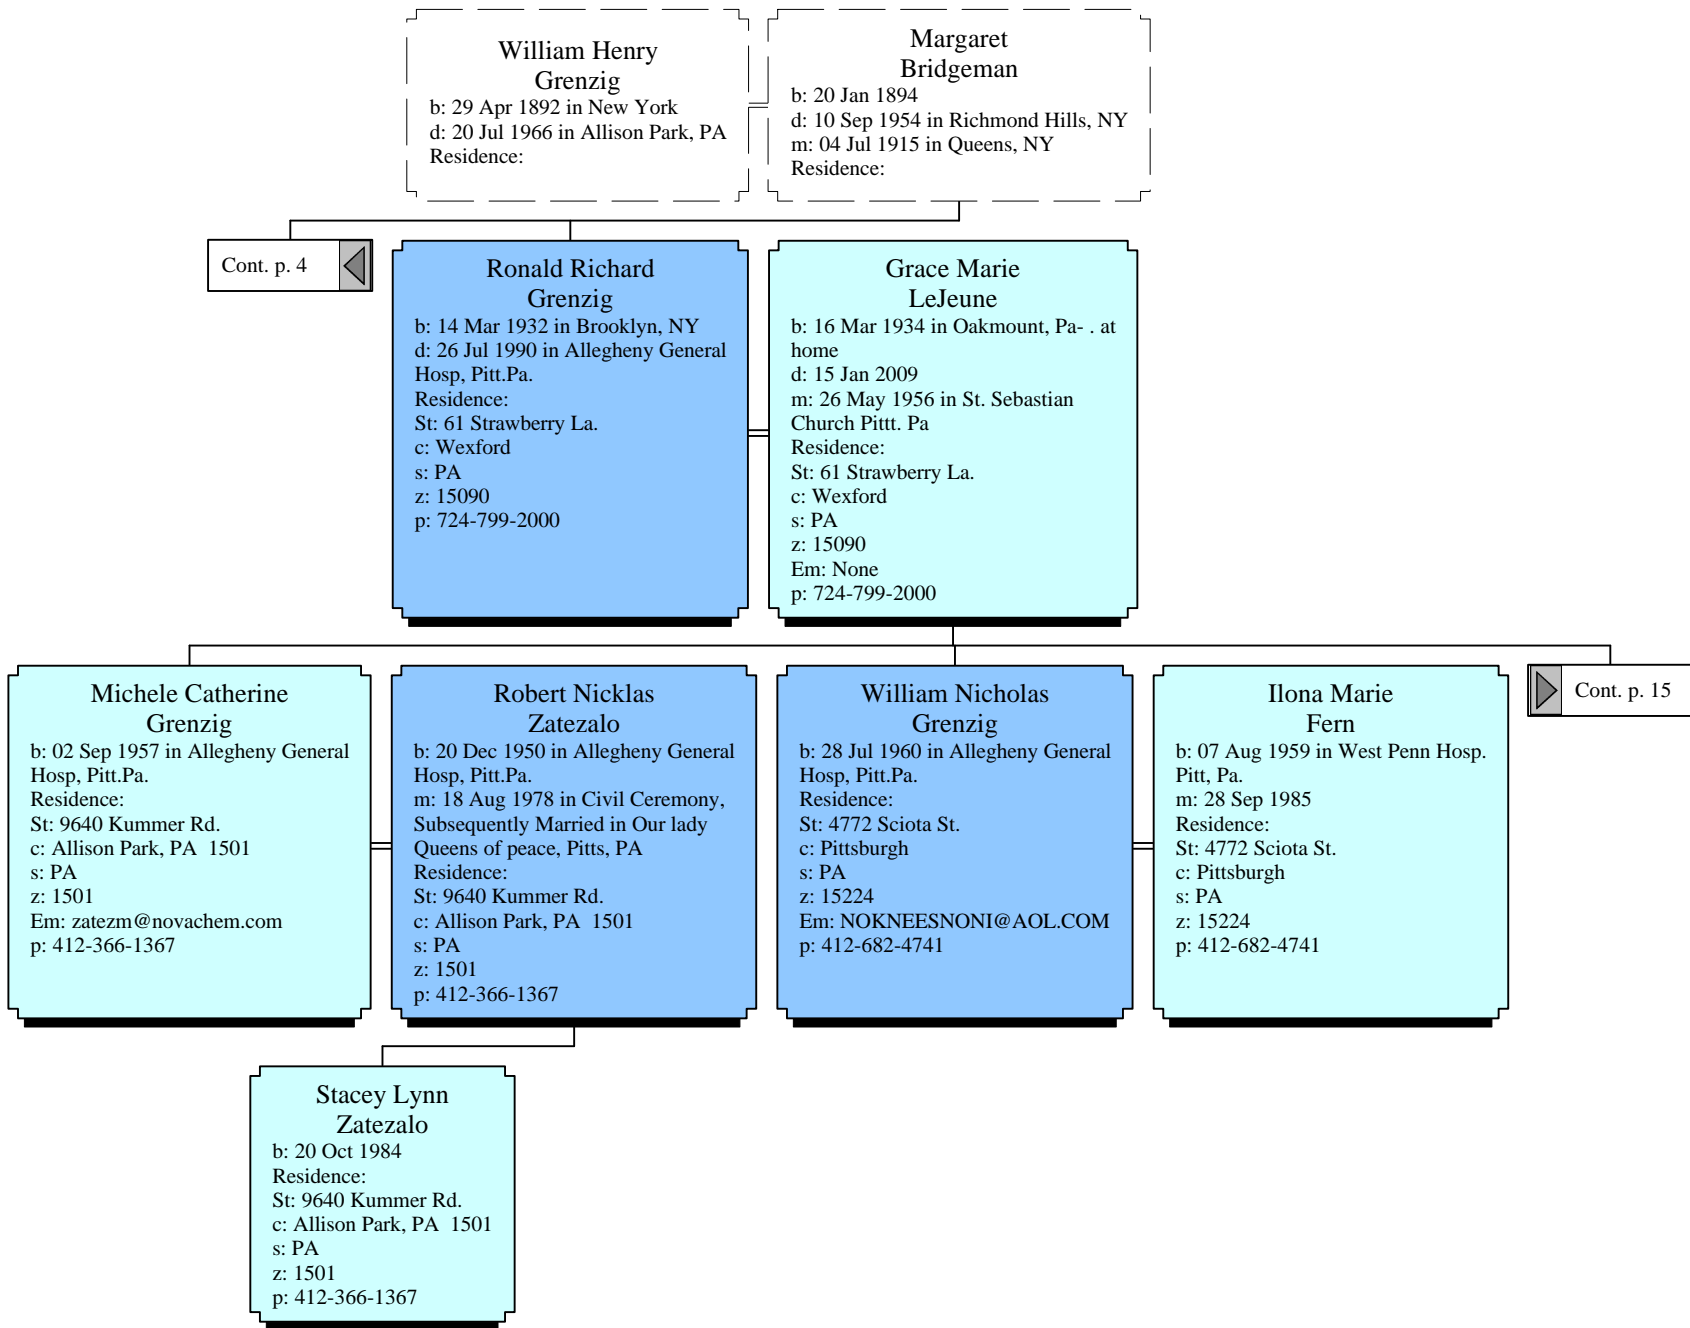 William Henry
Grenzig
b: 29 Apr 1892 in New York
d: 20 Jul 1966 in Allison Park, PA
Residence:
Margaret
Bridgeman
b: 20 Jan 1894
d: 10 Sep 1954 in Richmond Hills, NY
m: 04 Jul 1915 in Queens, NY
Residence:
Cont. p. 4
Ronald Richard
Grenzig
b: 14 Mar 1932 in Brooklyn, NY
d: 26 Jul 1990 in Allegheny General
Hosp, Pitt.Pa.
Residence:
St: 61 Strawberry La.
c: Wexford
s: PA
z: 15090
p: 724-799-2000
Grace Marie
LeJeune
b: 16 Mar 1934 in Oakmount, Pa- . at
home
d: 15 Jan 2009
m: 26 May 1956 in St. Sebastian
Church Pittt. Pa
Residence:
St: 61 Strawberry La.
c: Wexford
s: PA
z: 15090
Em: None
p: 724-799-2000
Michele Catherine
Grenzig
b: 02 Sep 1957 in Allegheny General
Hosp, Pitt.Pa.
Residence:
St: 9640 Kummer Rd.
c: Allison Park, PA  1501
s: PA
z: 1501
Em: zatezm@novachem.com
p: 412-366-1367
Robert Nicklas
Zatezalo
b: 20 Dec 1950 in Allegheny General
Hosp, Pitt.Pa.
m: 18 Aug 1978 in Civil Ceremony,
Subsequently Married in Our lady
Queens of peace, Pitts, PA
Residence:
St: 9640 Kummer Rd.
c: Allison Park, PA  1501
s: PA
z: 1501
p: 412-366-1367
William Nicholas
Grenzig
b: 28 Jul 1960 in Allegheny General
Hosp, Pitt.Pa.
Residence:
St: 4772 Sciota St.
c: Pittsburgh
s: PA
z: 15224
Em: NOKNEESNONI@AOL.COM
p: 412-682-4741
Ilona Marie
Fern
b: 07 Aug 1959 in West Penn Hosp.
Pitt, Pa.
m: 28 Sep 1985
Residence:
St: 4772 Sciota St.
c: Pittsburgh
s: PA
z: 15224
p: 412-682-4741
Cont. p. 15
Stacey Lynn
Zatezalo
b: 20 Oct 1984
Residence:
St: 9640 Kummer Rd.
c: Allison Park, PA  1501
s: PA
z: 1501
p: 412-366-1367